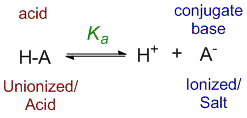 acid
conjugate
base
Ka
H-A
H+ + A-
Unionized/
Acid
Ionized/
Salt